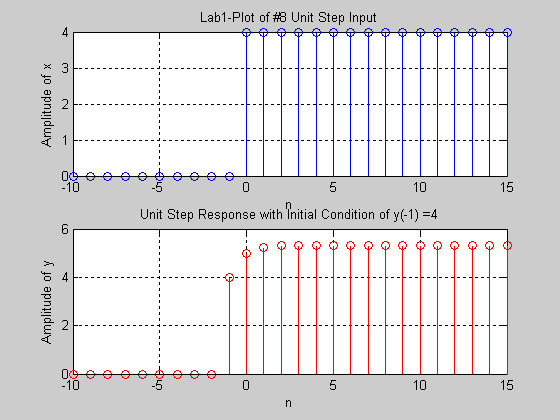 Lab1-Plot of #8 Unit Step Input
Amplitude of x
4
3
2
1
0
-10 -5 0 5 10 15
n
Unit Step Response with Initial Condition of y(-1) =4
Amplitude of y
6
4
2
0
-10 -5 0 5 10 15
n